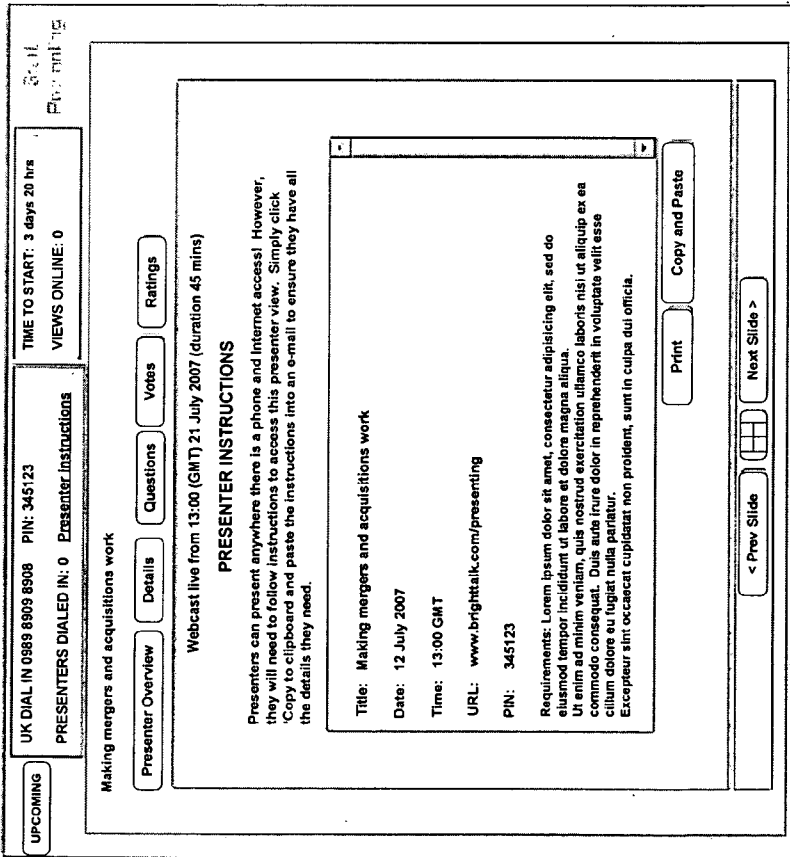 UPCOMING
UK DIAL IN 0989 8909 8908 PIN: 345123
PRESENTERS DIALED IN: 0 Presenter instructions
TIME TO START: 3 days 20 hrs
VIEWS ONLINE: 0
Making mergers and acquisitions work
Presenter Overview Details Questions Votes Ratings
Webcast live from 13:00 (GMT) 21 July 2007 (duration 45 mins)
PRESENTER INSTRUCTIONS
Presenters can present anywhere there is a phone and Internet access! However,
they will need to follow instructions to access this presenter view. Simply click
'Copy to clipboard and paste the instructions into an e-mail to ensure they have all
the details they need.
Title: Making mergers and acquisitions work
Date: 12 July 2007
Time: 13:00 GMT
URL: www.brighttalk.com/presenting
PIN: 345123
Requirements: Lorem ipsum dolor sit amet, consectetur adipisicing elit, sed do
eiusmod tempor incididunt ut labore et dolore magna aliqua.
Ut enim ad minim veniam, quis nostrud exercitation ullamco laboris nisi ut aliquip ex ea
commodo consequat. Duis aute irure dolor in reprehenderit in voluptate velit esse
cillum dolore eu fugiat nulla pariatur.
Excepteur sint occaecat cupidatat non proident, sumt in culpa dui officia.
Print Copy and Paste
< Prev Slide Next Slide >